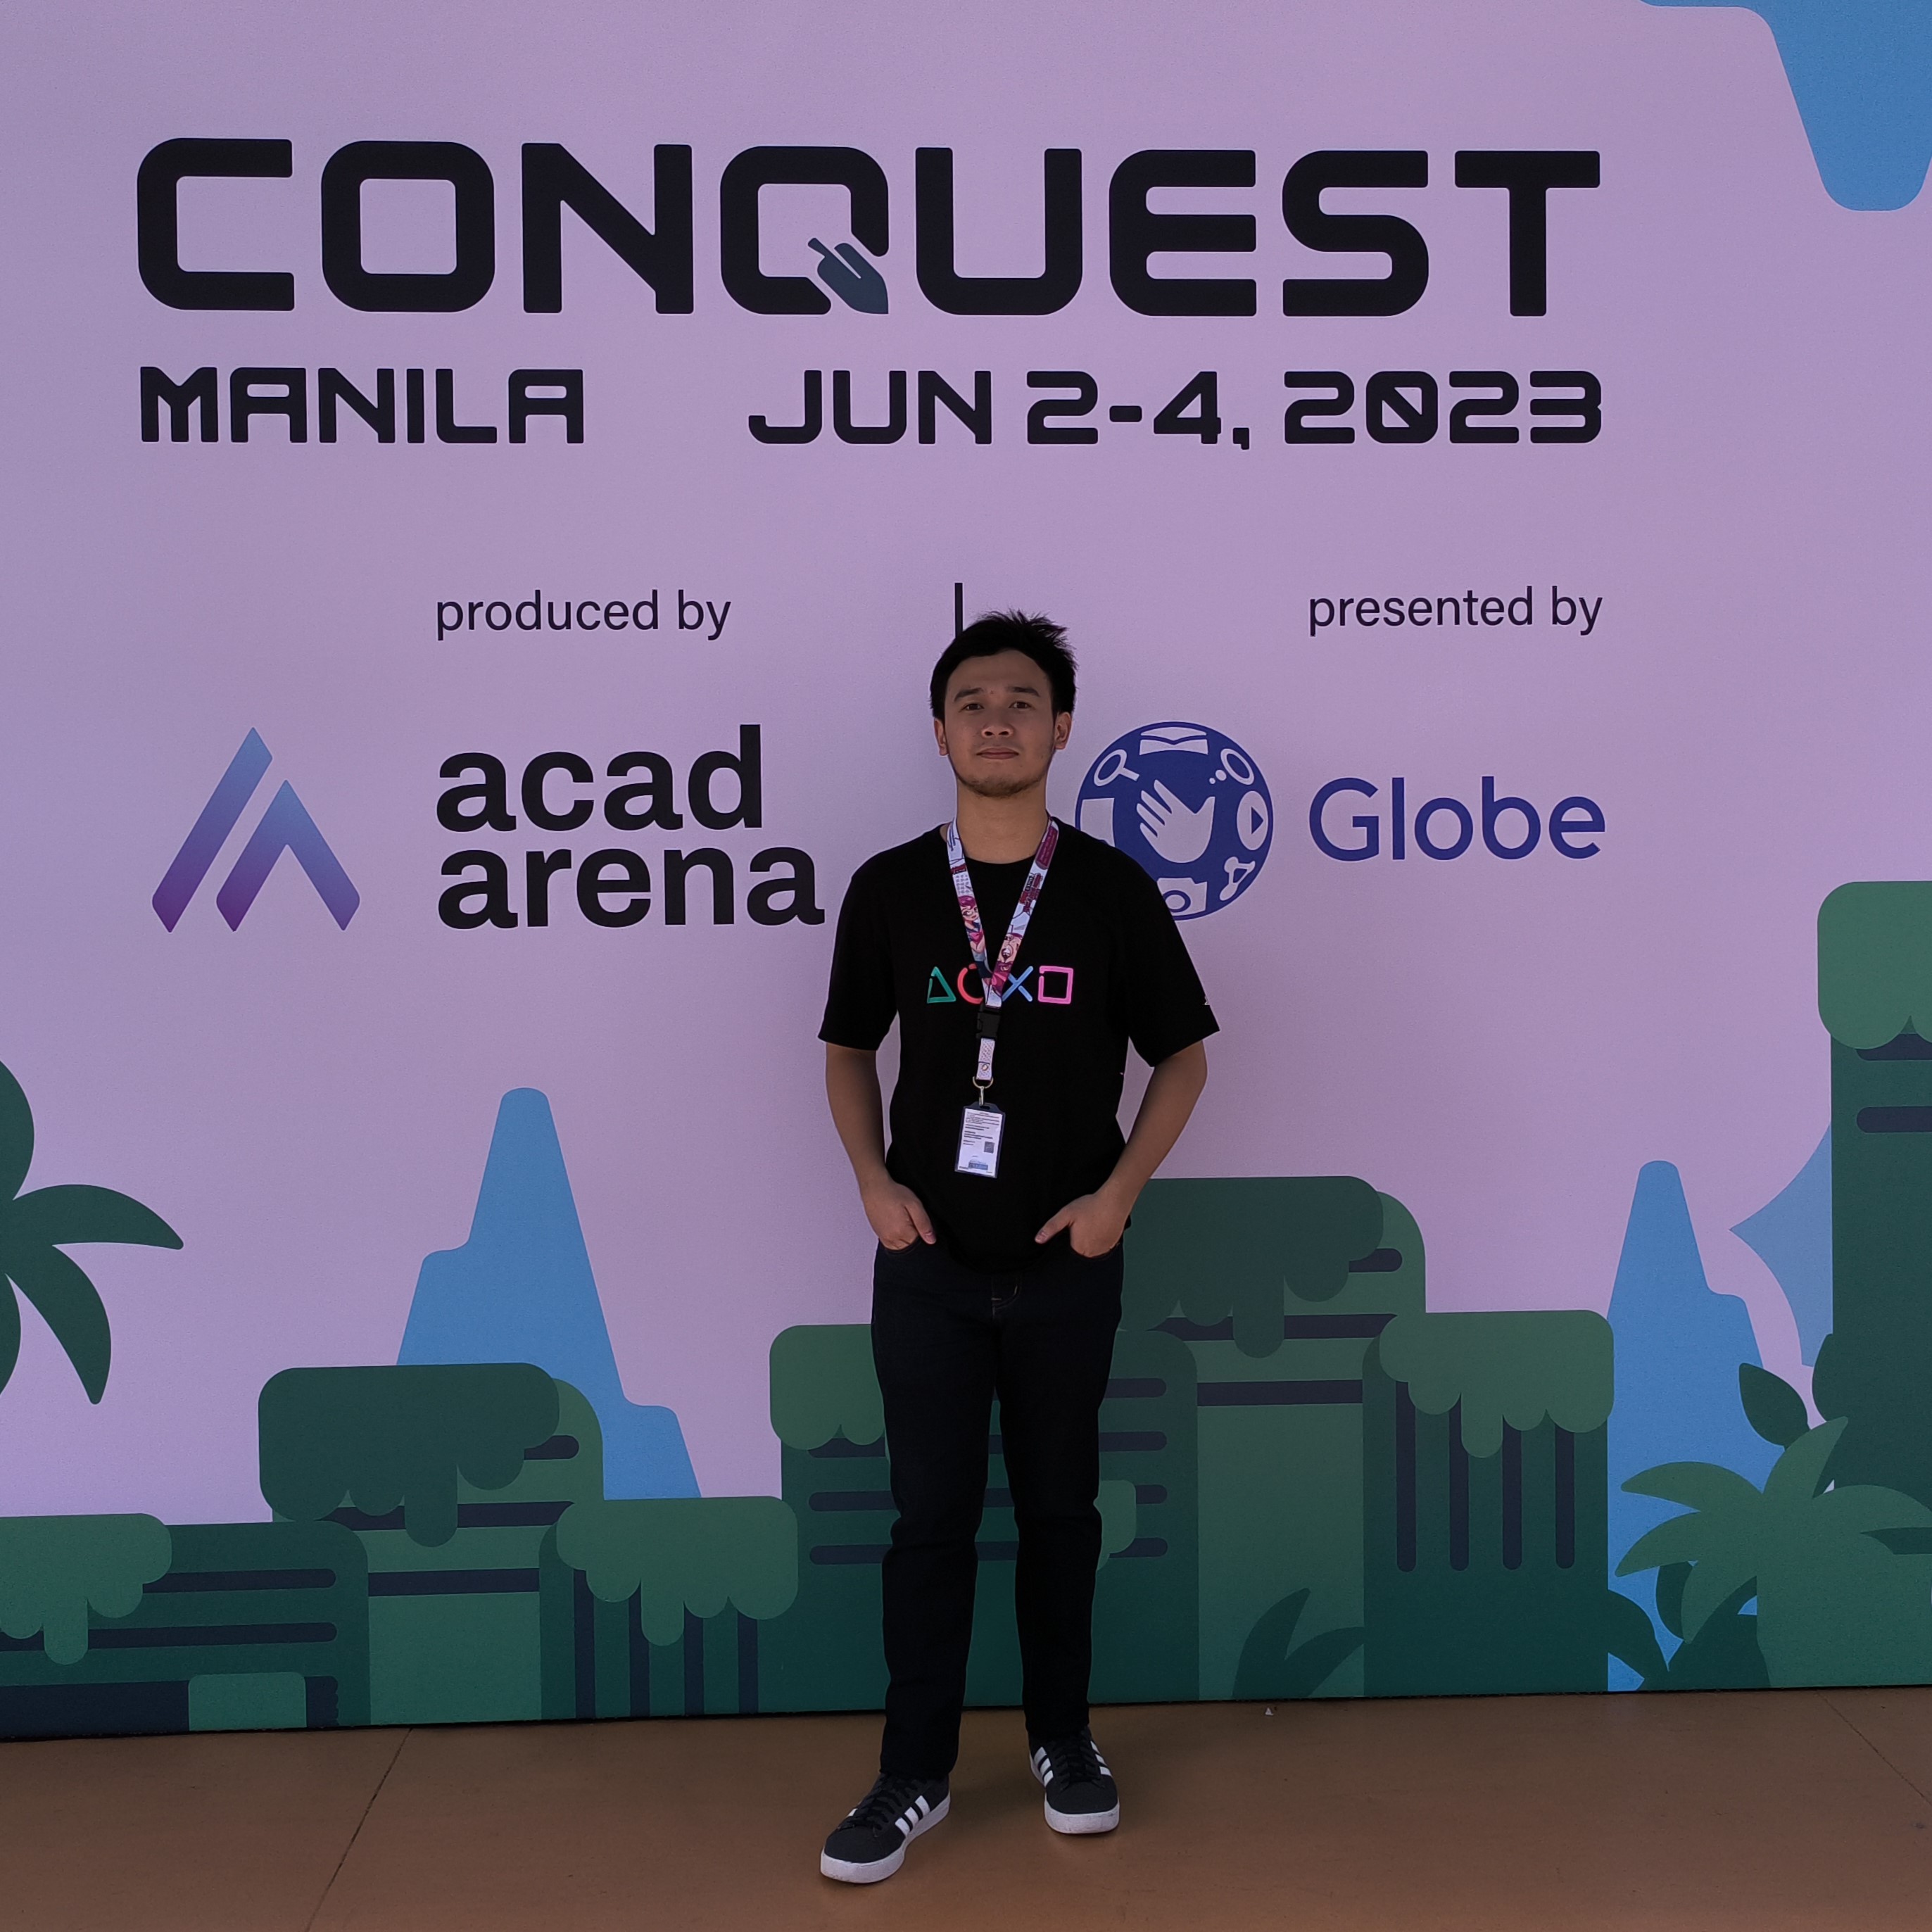 CONQUEST
MANILA JUN 2-4, 2023
produced by
presented by
acad
arena
Globe